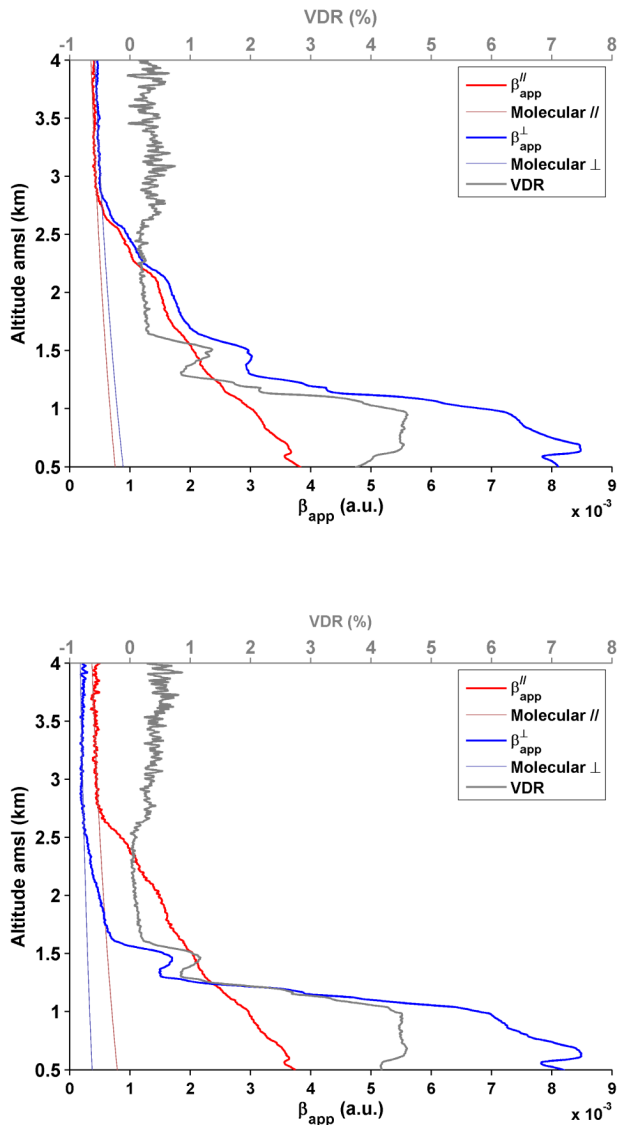 VDR (%)
-1 0 1 2 3 4 5 6 7 8
4
3.5
3
2.5
2
1.5
1
0.5
Altitude amsl (km)
β//app
Molecular //
β⊥app
Molecular ⊥
VDR
0 1 2 3 4 5 6 7 8 9
βapp (a.u.)
x 10-3
VDR (%)
-1 0 1 2 3 4 5 6 7 8
4
3.5
3
2.5
2
1.5
1
0.5
Altitude amsl (km)
β//app
Molecular //
β⊥app
Molecular ⊥
VDR
0 1 2 3 4 5 6 7 8 9
βapp (a.u.)
x 10-3